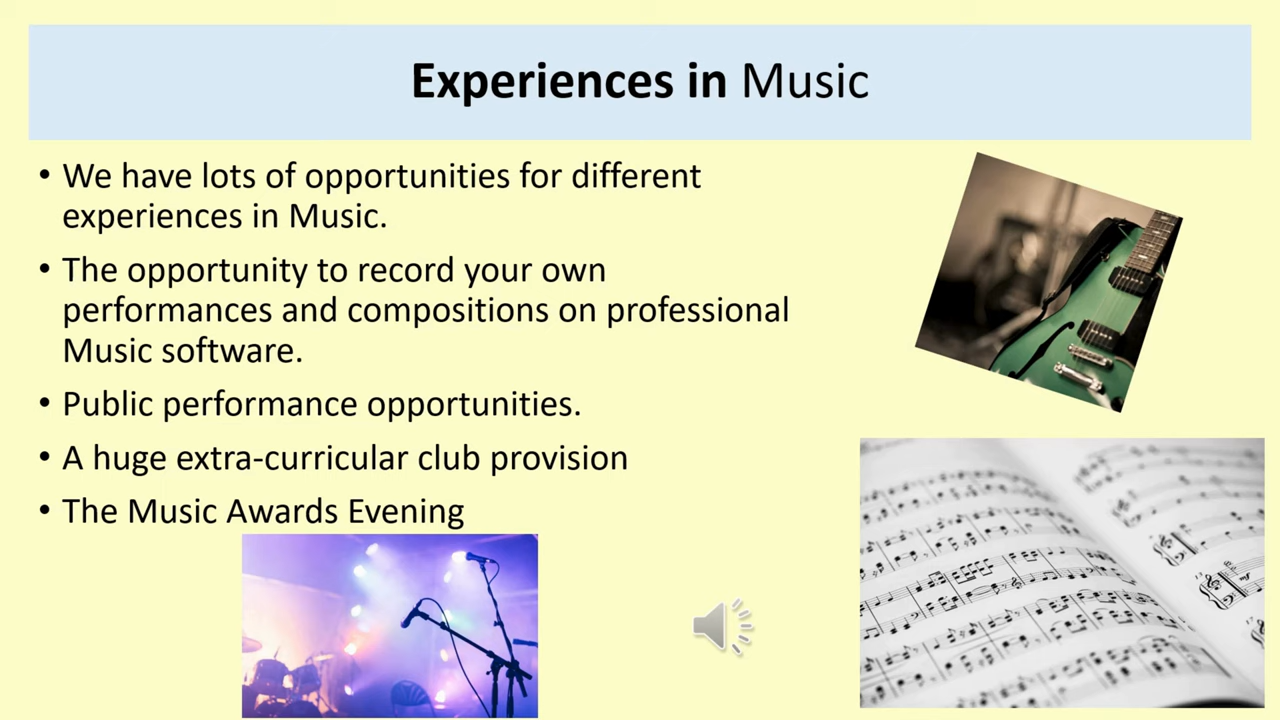 Experiences in Music
• We have lots of opportunities for different
experiences in Music.
• The opportunity to record your own
performances and compositions on professional
Music software.
• Public performance opportunities.
• A huge extra-curricular club provision
• The Music Awards Evening